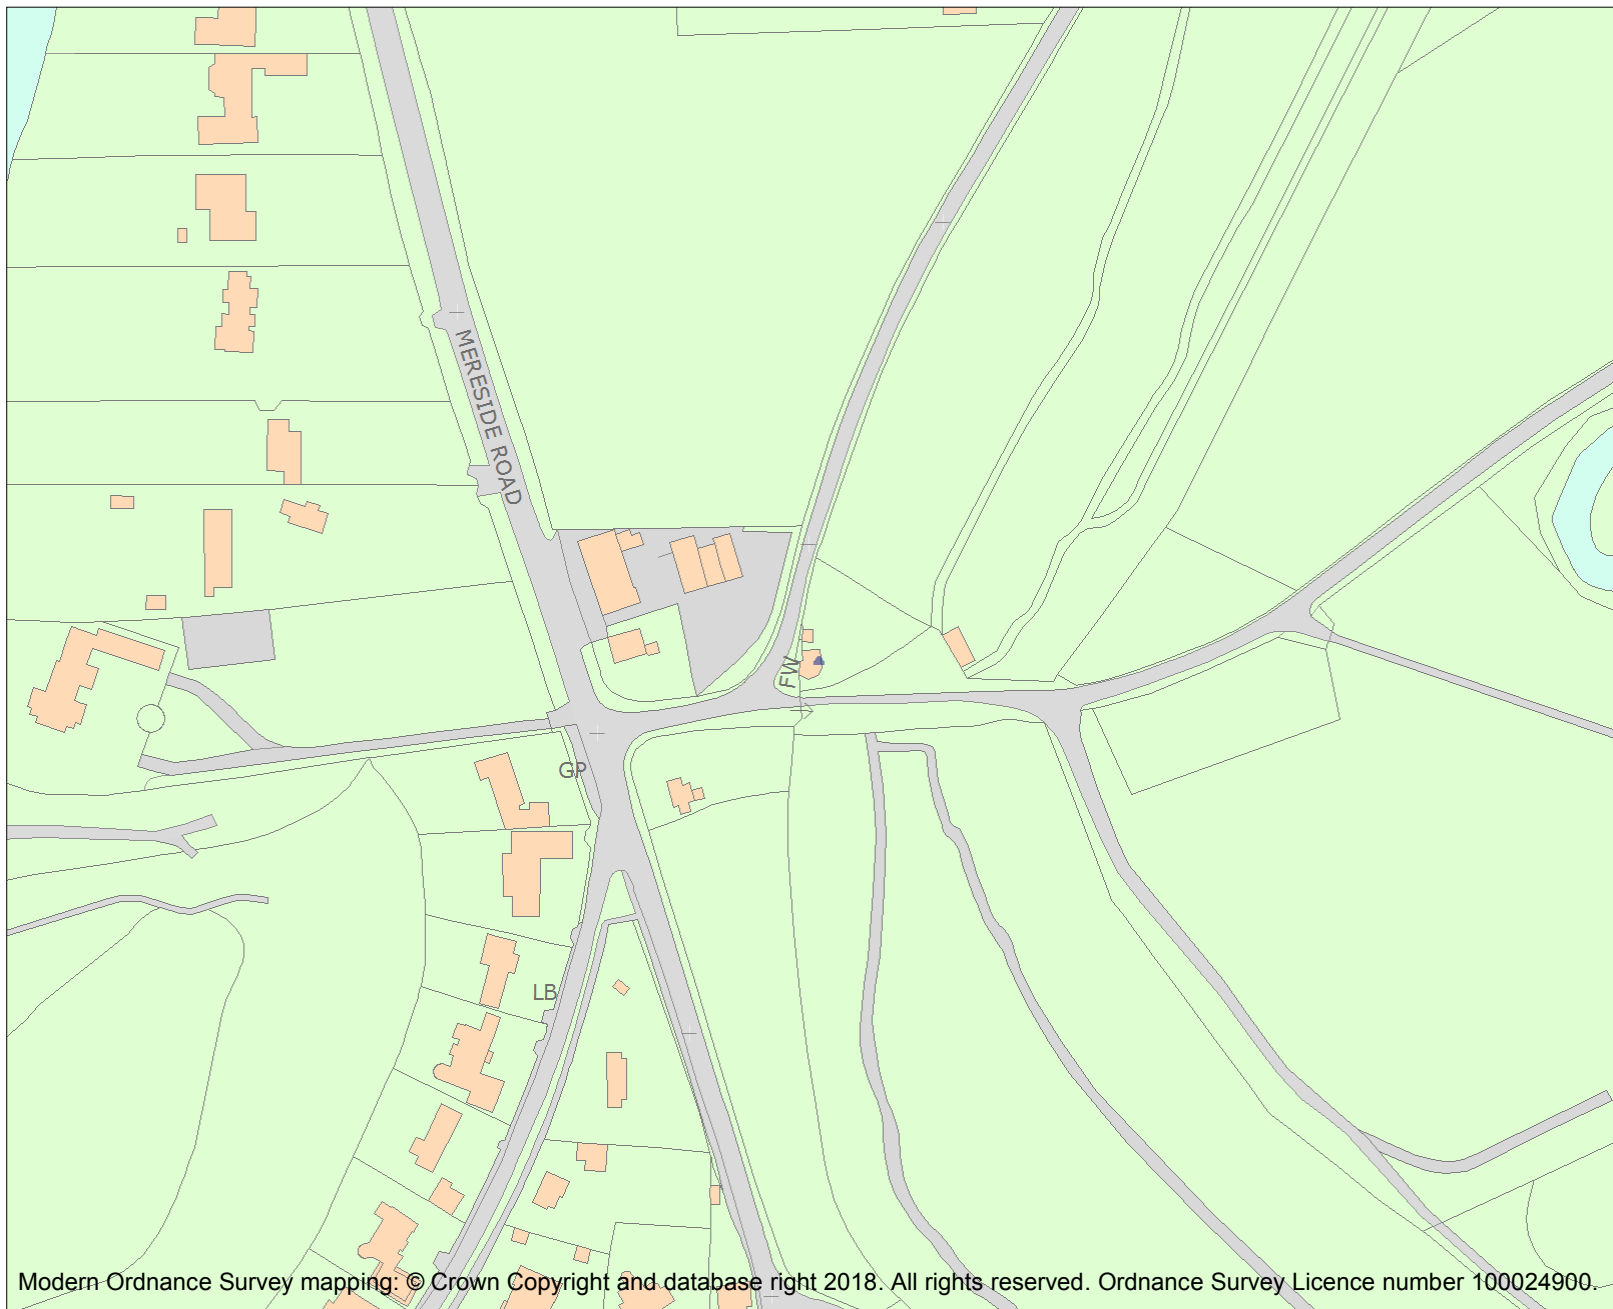 MERESIDE ROAD
FW
GP
LB
Modern Ordnance Survey mapping: © Crown Copyright and database right 2018. All rights reserved. Ordnance Survey Licence number 100024900.